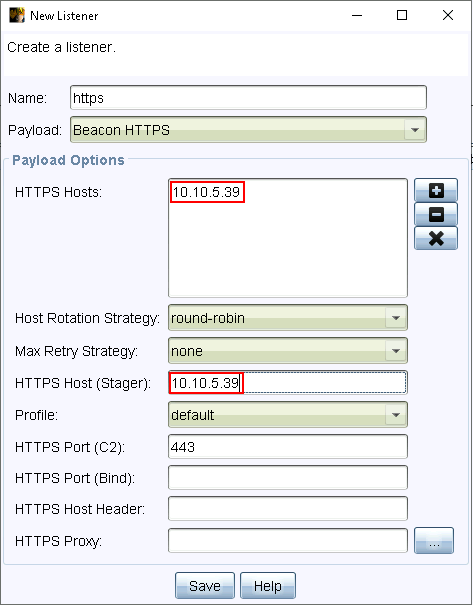 New Listener
Create a listener.
Name: https
Payload: Beacon HTTPS
Payload Options
HTTPS Hosts: 10.10.5.39
Host Rotation Strategy: round-robin
Max Retry Strategy: none
HTTPS Host (Stager): 10.10.5.39
Profile: default
HTTPS Port (C2): 443
HTTPS Port (Bind):
HTTPS Host Header:
HTTPS Proxy: ...
Save Help